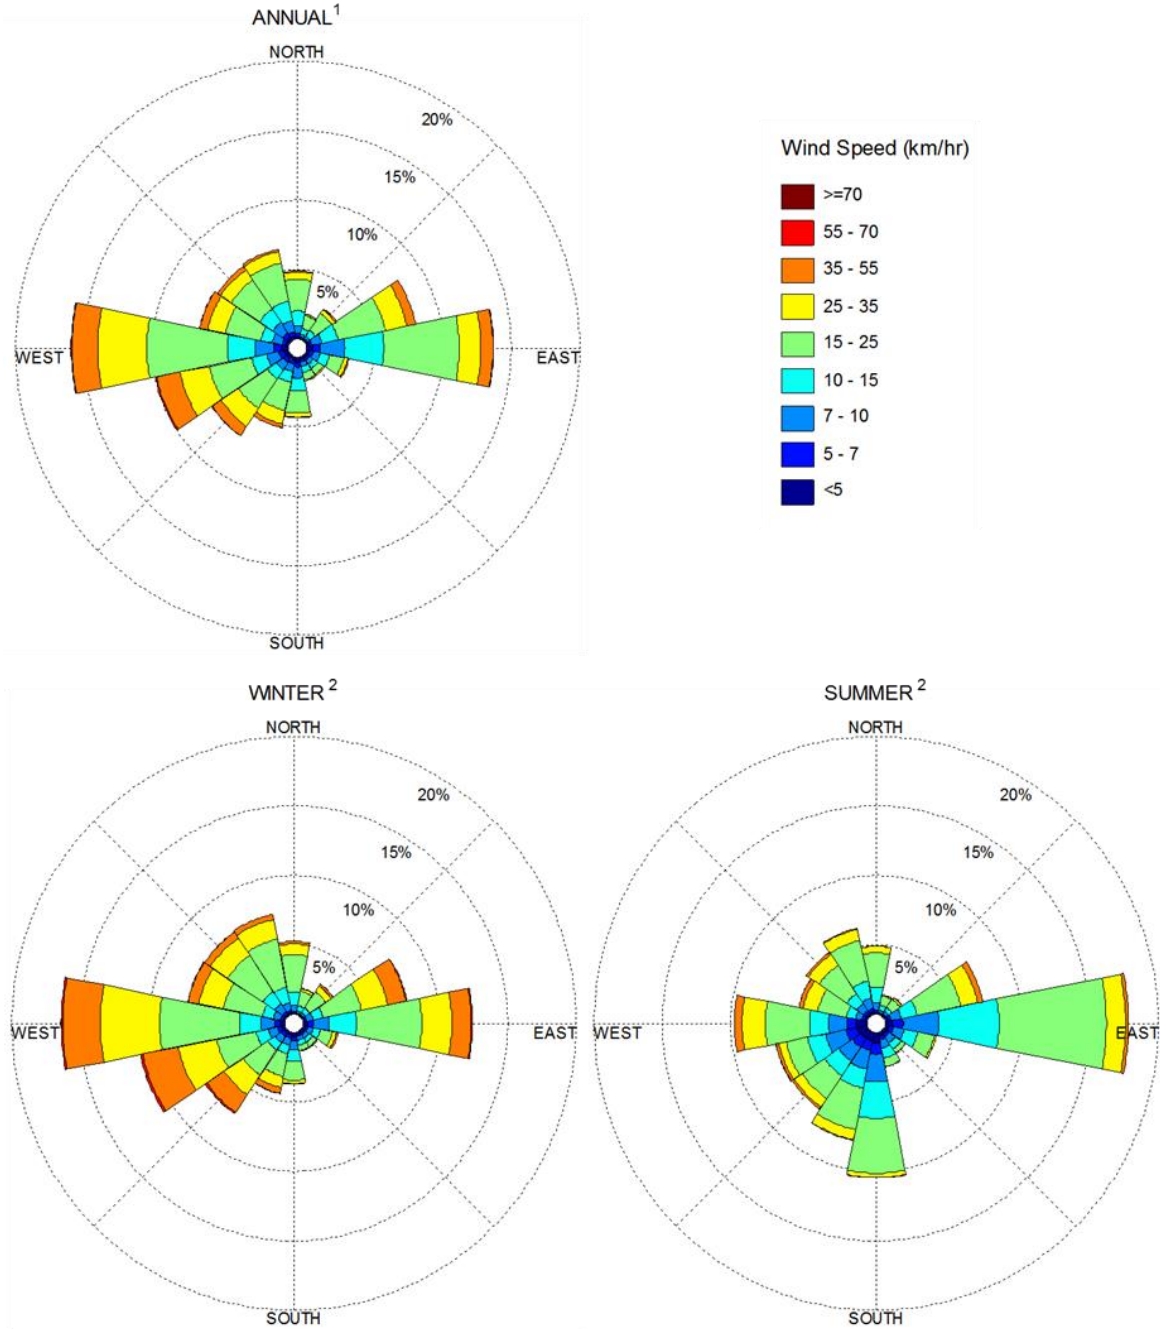 ANNUAL1
NORTH
20%
15%
10%
5%
WEST
EAST
SOUTH
Wind Speed (km/hr)
>=70
55 - 70
35 - 55
25 - 35
15 - 25
10 - 15
7 - 10
5 - 7
<5
WINTER 2
NORTH
20%
15%
10%
5%
WEST
EAST
SOUTH
SUMMER 2
NORTH
20%
15%
10%
5%
WEST
EAST
SOUTH